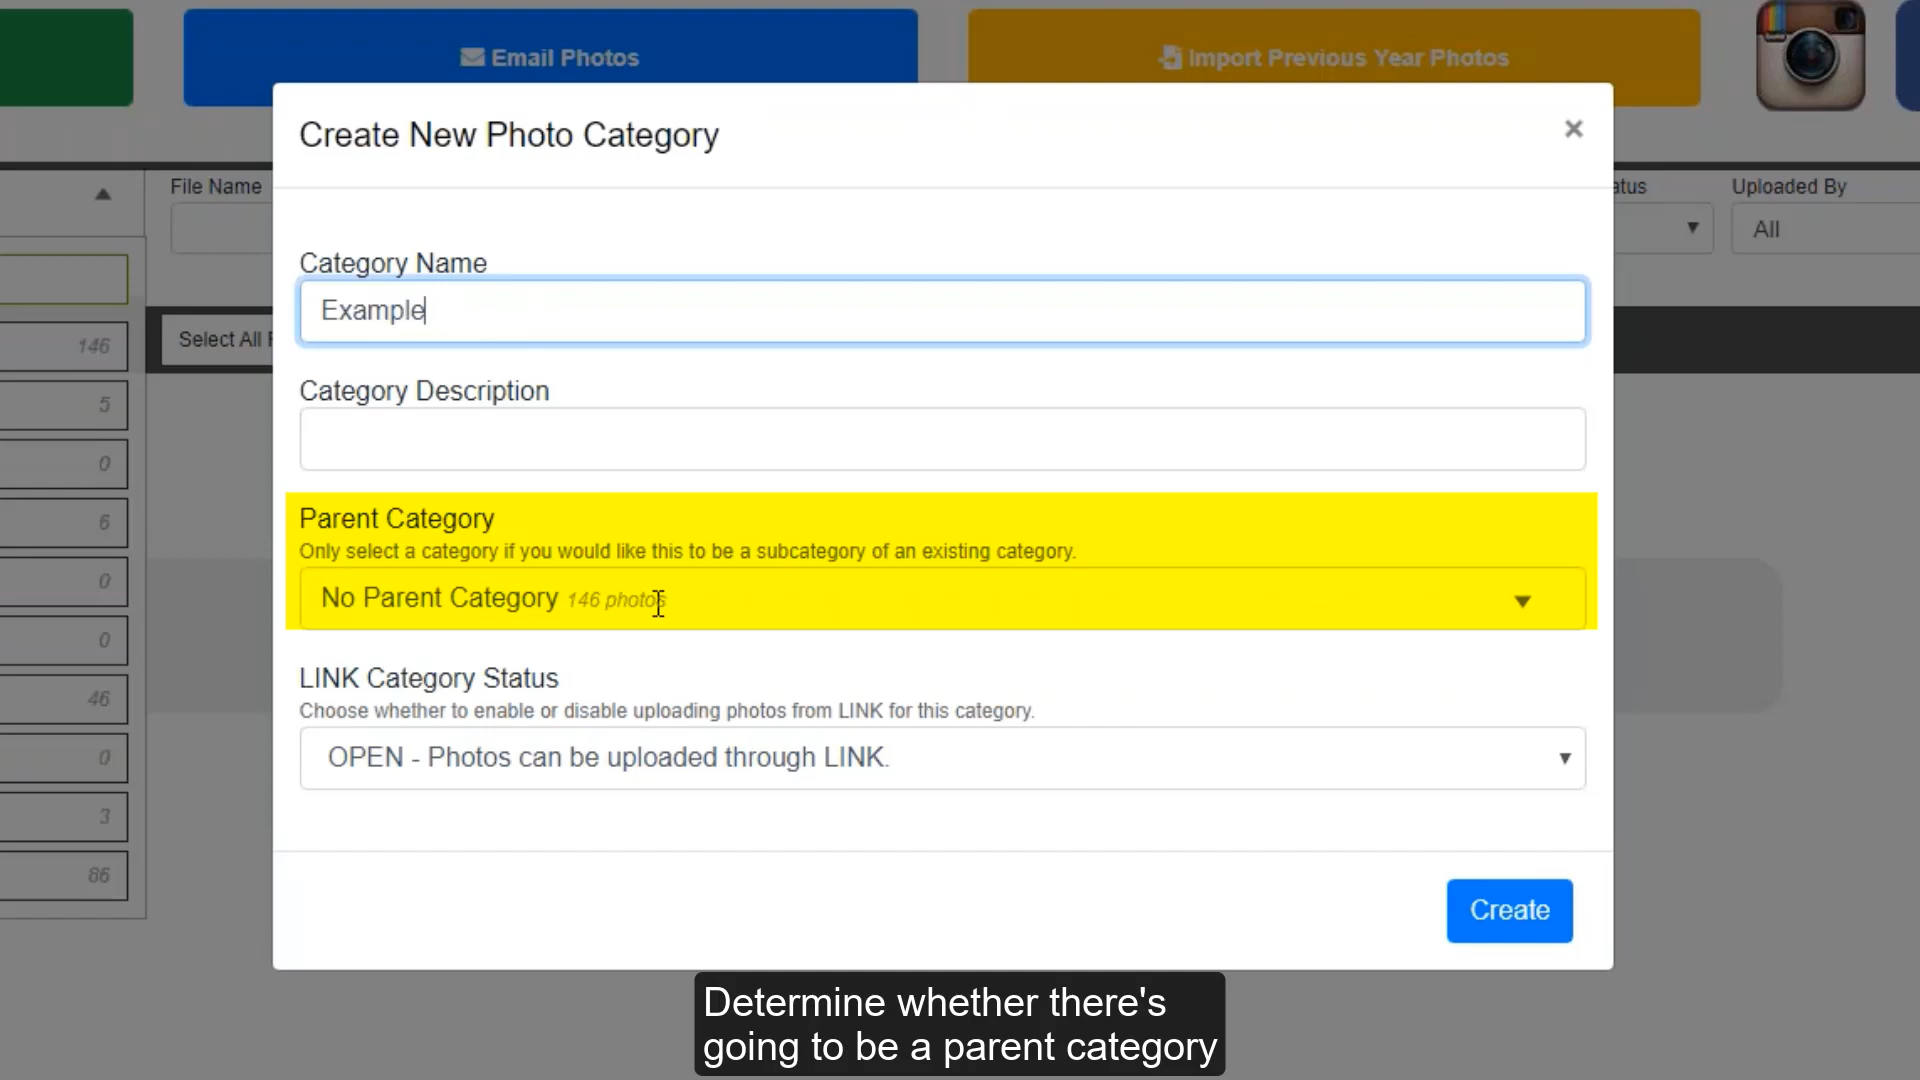 Email Photos
Import Previous Year Photos
Create New Photo Category
×
File Name
atus
Uploaded By
All
Category Name
Example
146
Select All
5
Category Description
0
6
Parent Category
Only select a category if you would like this to be a subcategory of an existing category.
0
No Parent Category 146 photos
0
LINK Category Status
46
Choose whether to enable or disable uploading photos from LINK for this category.
0
OPEN - Photos can be uploaded through LINK.
3
86
Create
Determine whether there's
going to be a parent category